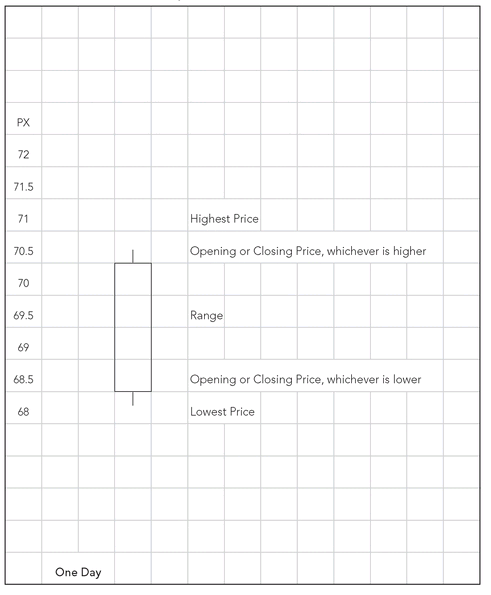 PX
72
71.5
71 Highest Price
70.5 Opening or Closing Price, whichever is higher
70
69.5 Range
69
68.5 Opening or Closing Price, whichever is lower
68 Lowest Price
One Day